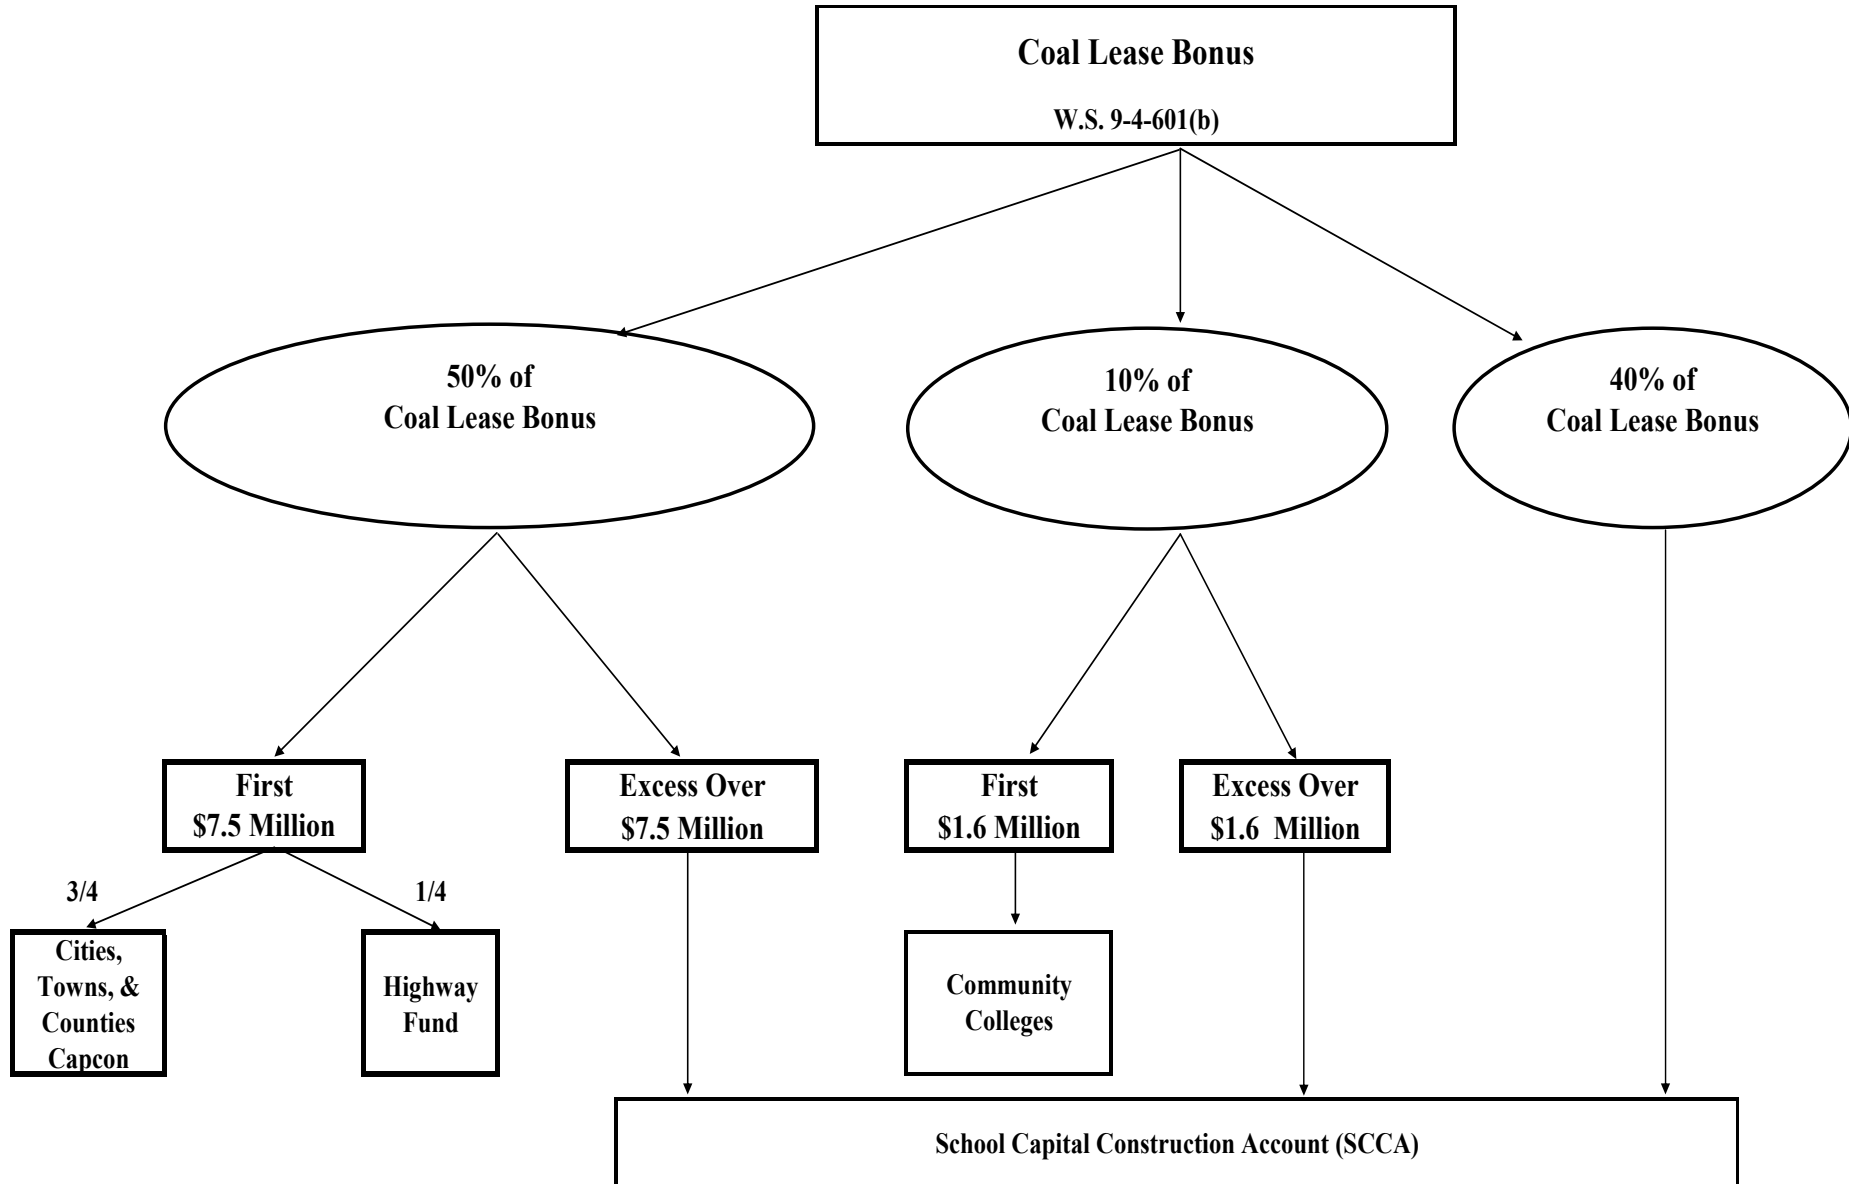 Coal Lease Bonus
W.S. 9-4-601(b)
50% of
Coal Lease Bonus
10% of
Coal Lease Bonus
40% of
Coal Lease Bonus
First
$7.5 Million
Excess Over
$7.5 Million
First
$1.6 Million
Excess Over
$1.6  Million
3/4
1/4
Cities,
Towns, &
Counties
Capcon
Highway
Fund
Community
Colleges
School Capital Construction Account (SCCA)